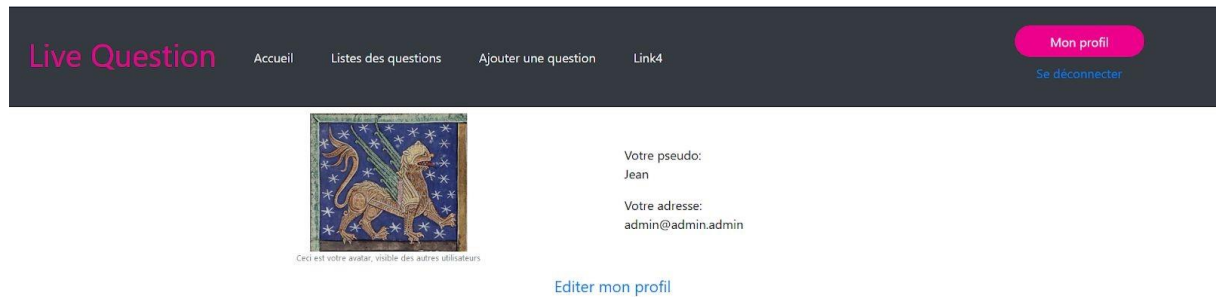 Live Question
Accueil
Listes des questions
Ajouter une question
Link4
Mon profil
Se déconnecter
Ceci est votre avatar, visible des autres utilisateurs
Votre pseudo:
Jean
Votre adresse:
admin@admin.admin
Editer mon profil